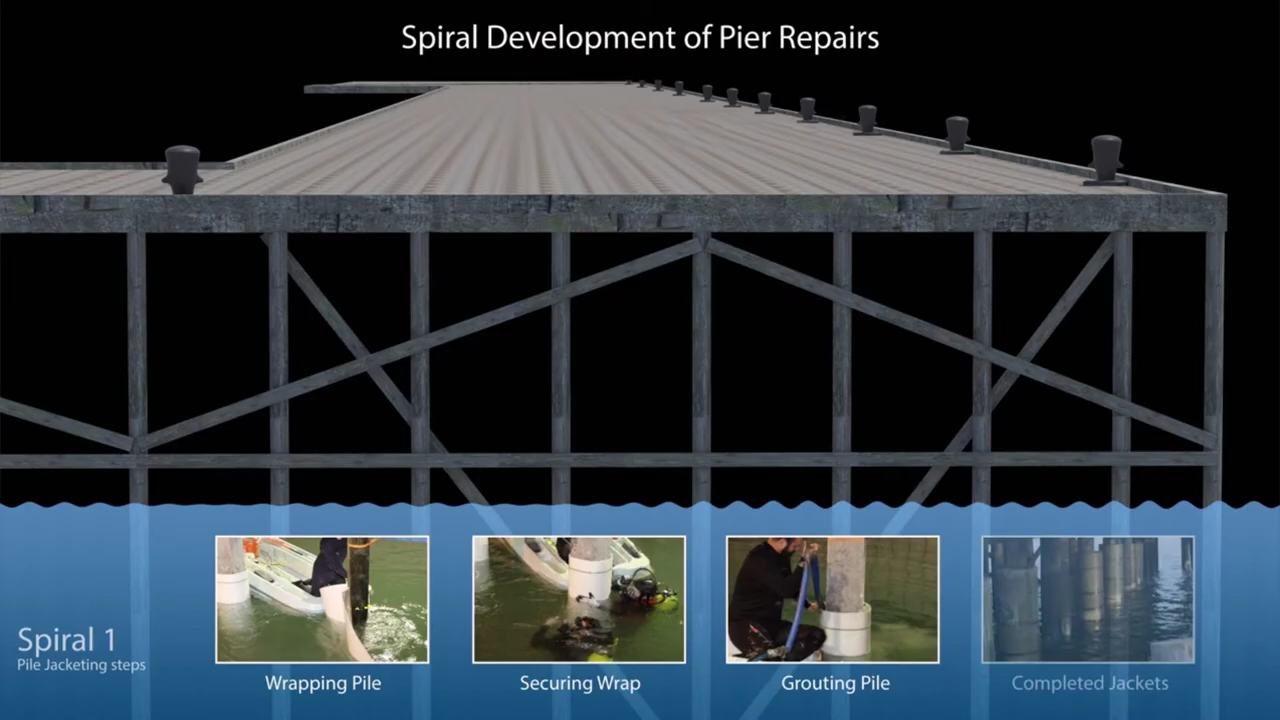 Spiral Development of Pier Repairs
Spiral 1
Pile Jacketing steps
Wrapping Pile
Securing Wrap
Grouting Pile
Completed Jackets